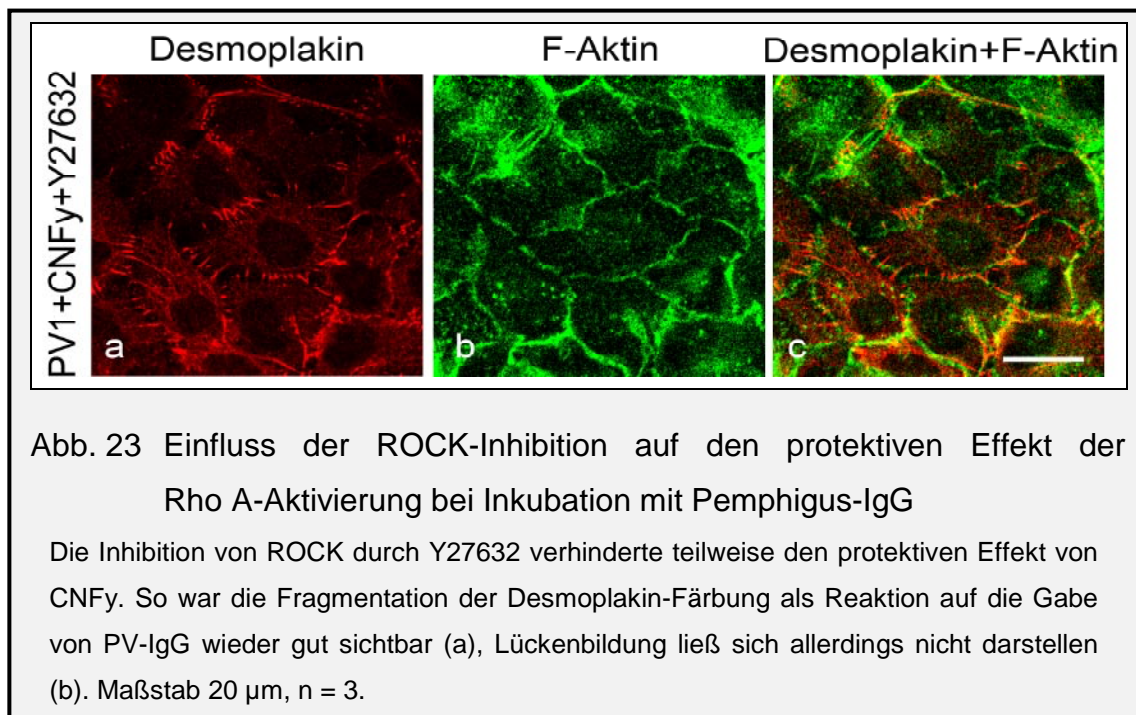 Desmoplakin F-Aktin Desmoplakin+F-Aktin
PV1+CNFy+Y27632
a b c
Abb. 23 Einfluss der ROCK-Inhibition auf den protektiven Effekt der
Rho A-Aktivierung bei Inkubation mit Pemphigus-IgG
Die Inhibition von ROCK durch Y27632 verhinderte teilweise den protektiven Effekt von
CNFy. So war die Fragmentation der Desmoplakin-Färbung als Reaktion auf die Gabe
von PV-IgG wieder gut sichtbar (a), Lückenbildung ließ sich allerdings nicht darstellen
(b). Maßstab 20 µm, n = 3.